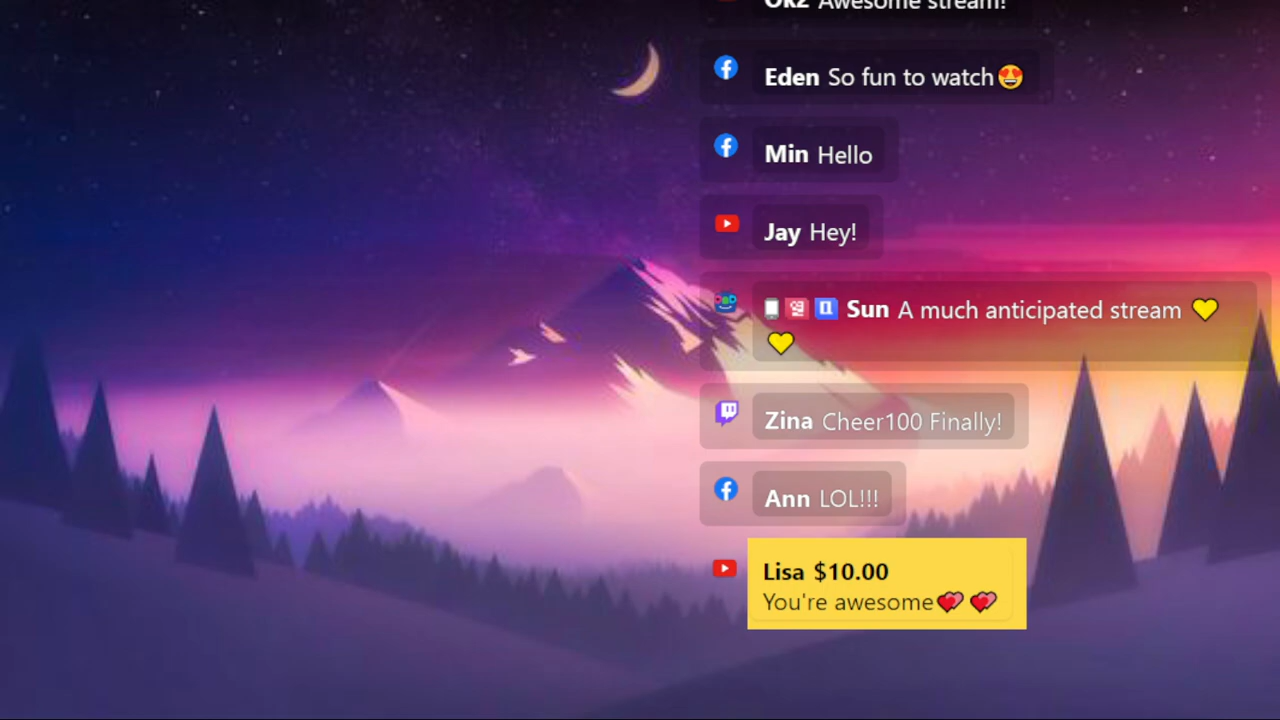 Okz Awesome stream!
Eden So fun to watch😍
Min Hello
Jay Hey!
Sun A much anticipated stream 💛
💛
Zina Cheer100 Finally!
Ann LOL!!!
Lisa $10.00
You're awesome💕 💕